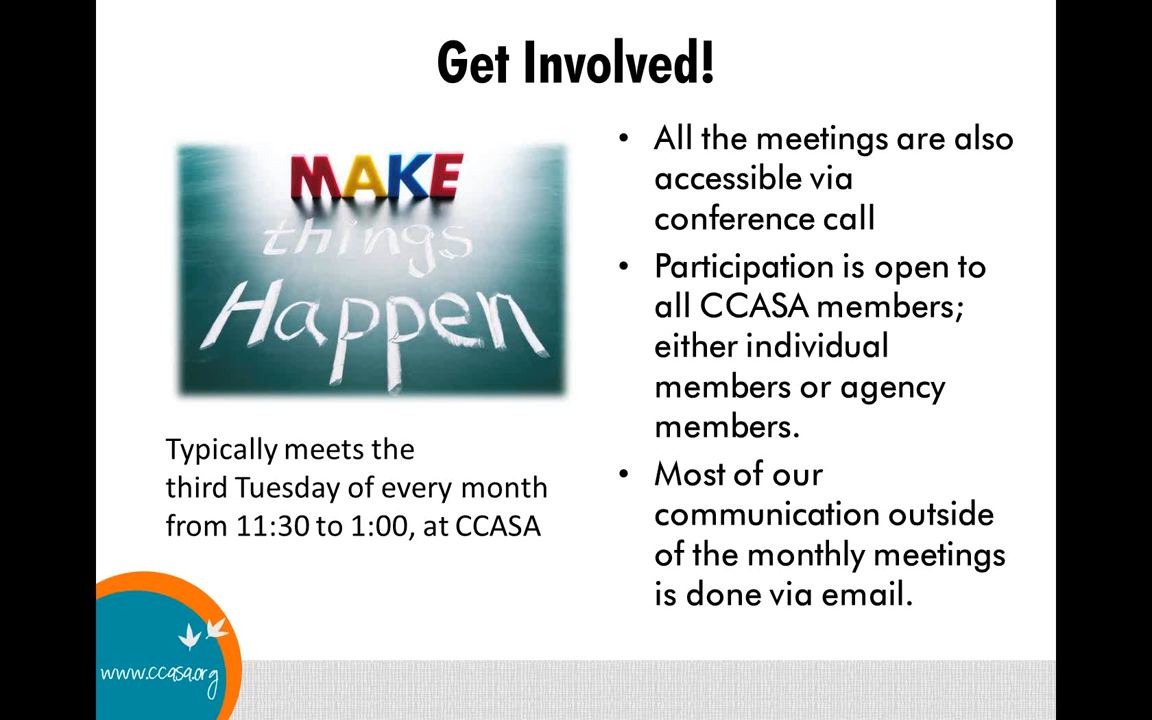 Get Involved!
MAKE
things
Happen
Typically meets the
third Tuesday of every month
from 11:30 to 1:00, at CCASA
• All the meetings are also
accessible via
conference call
• Participation is open to
all CCASA members;
either individual
members or agency
members.
• Most of our
communication outside
of the monthly meetings
is done via email.
www.ccasa.org